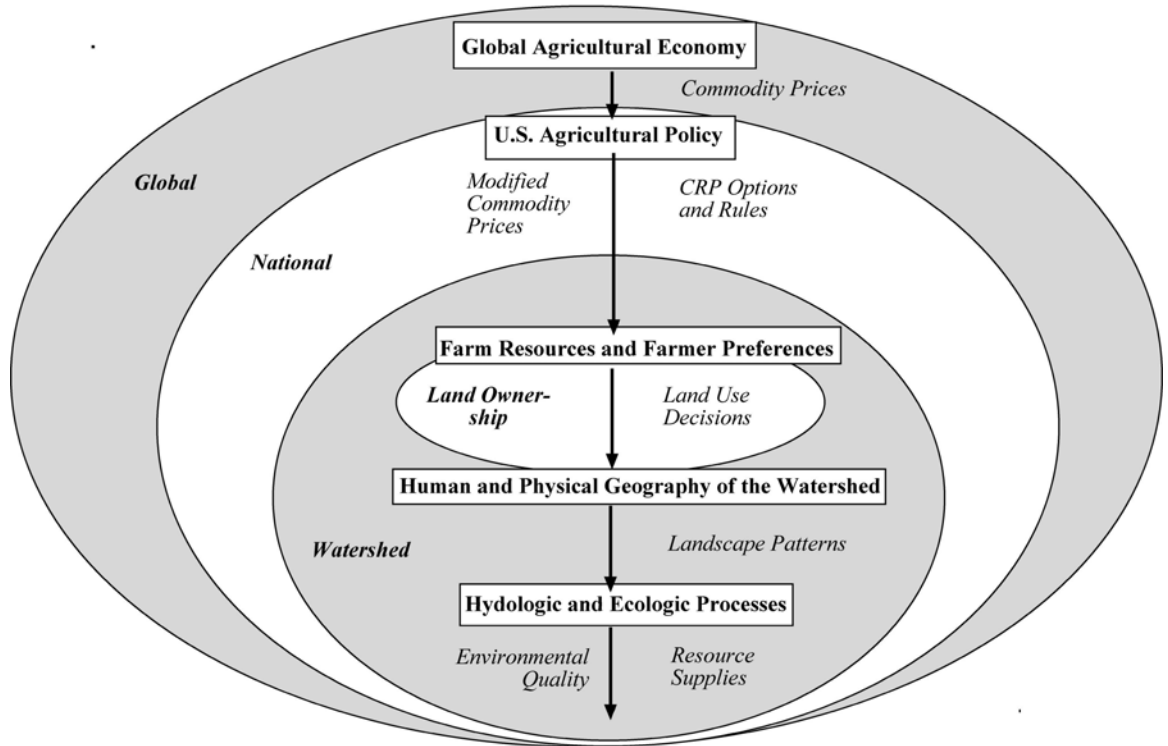 Global Agricultural Economy
Commodity Prices
U.S. Agricultural Policy
Global
Modified
Commodity
Prices
CRP Options
and Rules
National
Farm Resources and Farmer Preferences
Land Owner-
ship
Land Use
Decisions
Human and Physical Geography of the Watershed
Watershed
Landscape Patterns
Hydologic and Ecologic Processes
Environmental
Quality
Resource
Supplies